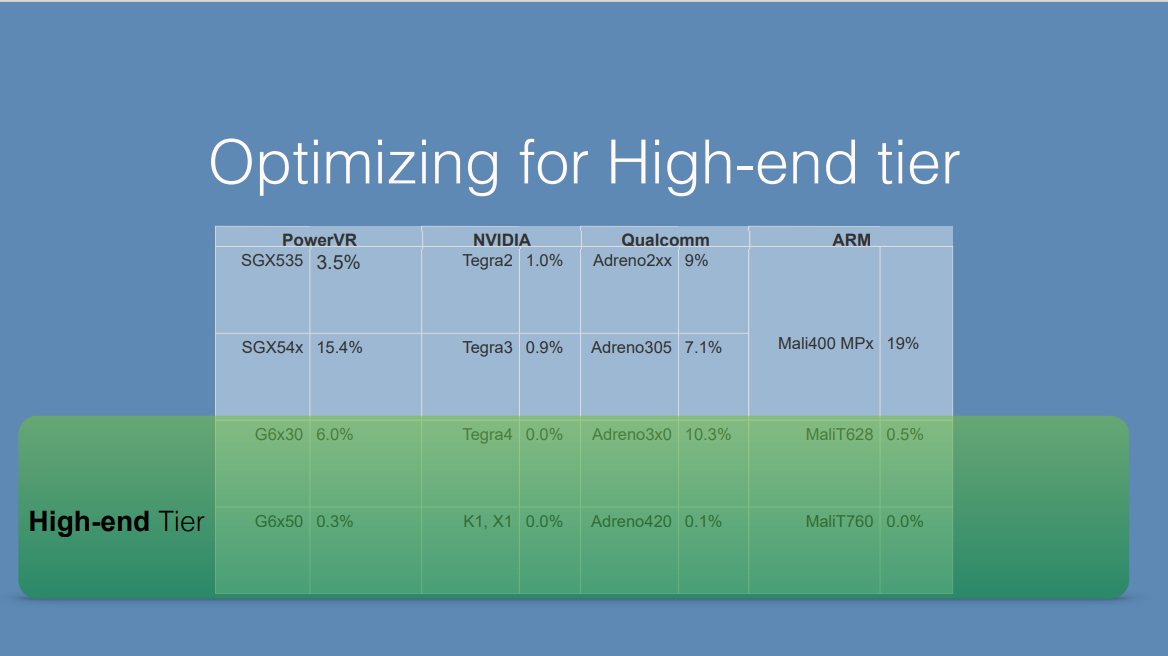 Optimizing for High-end tier
PowerVR NVIDIA Qualcomm ARM
SGX535 3.5% Tegra2 1.0% Adreno2xx 9%
SGX54x 15.4% Tegra3 0.9% Adreno305 7.1% Mali400 MPx 19%
G6x30 6.0% Tegra4 0.0% Adreno3x0 10.3% MaliT628 0.5%
High-end Tier G6x50 0.3% K1, X1 0.0% Adreno420 0.1% MaliT760 0.0%